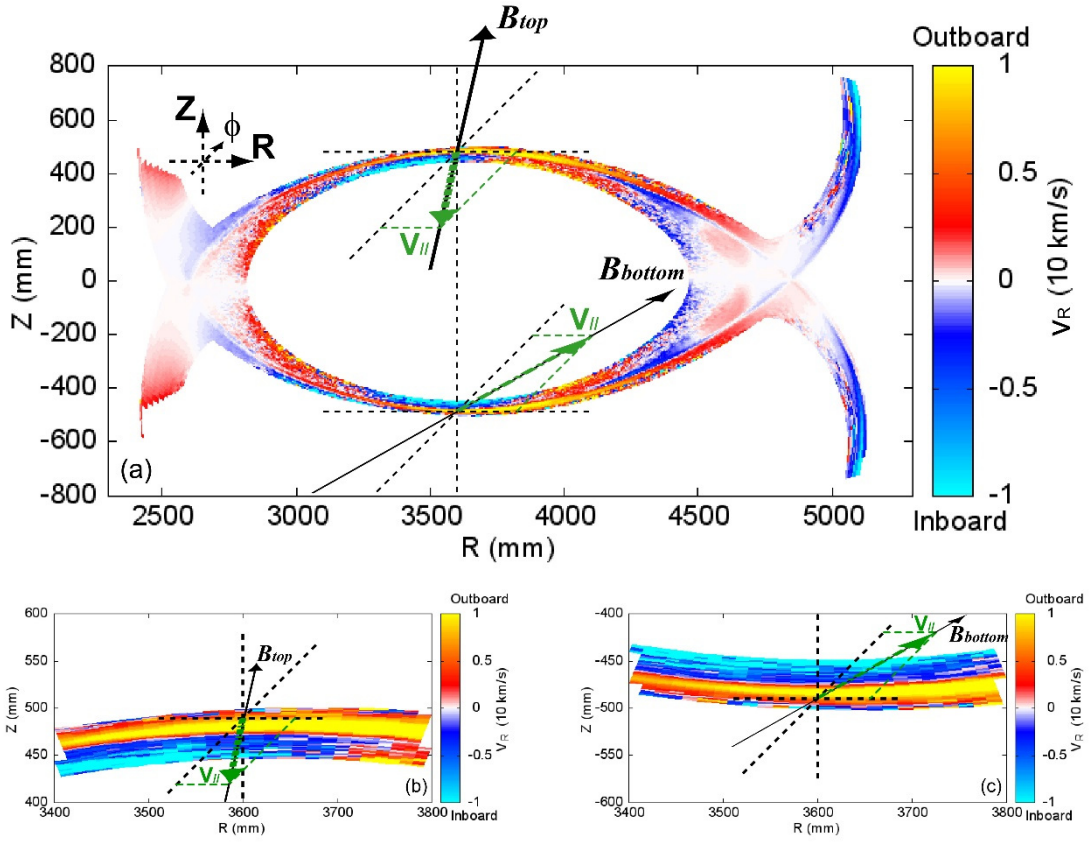 B top
Outboard
800
600
400
200
0
-200
-400
-600
-800
Z (mm)
Z
ϕ
R
V//
B bottom
V//
(a)
2500
3000
3500
4000
4500
5000
R (mm)
1
0.5
0
-0.5
-1
V_R (10 km/s)
Inboard
600
550
500
450
400
Z (mm)
B top
V//
(b)
3400
3500
3600
3700
3800
R (mm)
Outboard
1
0.5
0
-0.5
-1
V_R (10 km/s)
Inboard
-400
-450
-500
-550
-600
Z (mm)
V//
B bottom
(c)
3400
3500
3600
3700
3800
R (mm)
Outboard
1
0.5
0
-0.5
-1
V_R (10 km/s)
Inboard